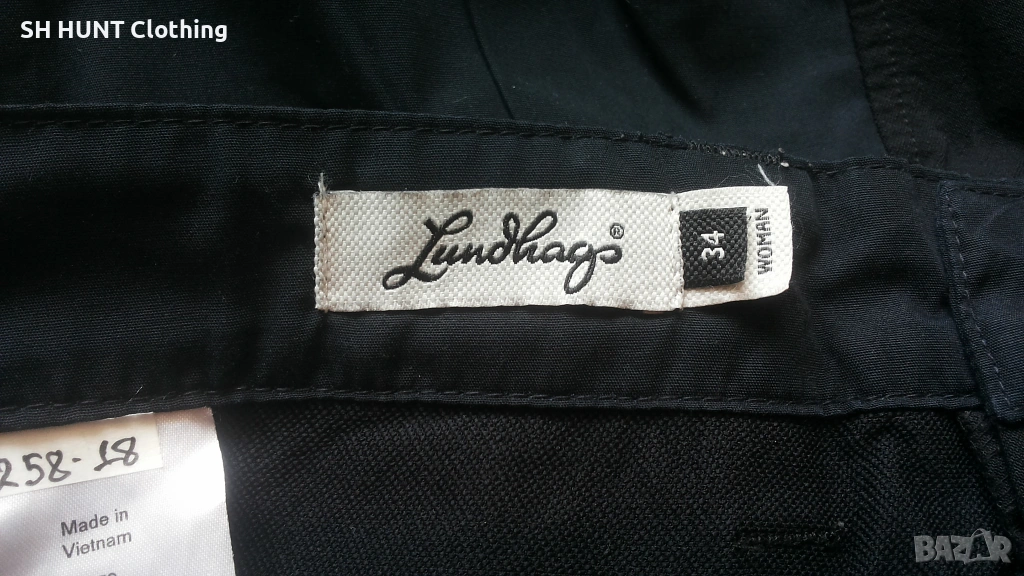 SH HUNT Clothing
Lundhags®
34
WOMAN
258-18
Made in
Vietnam
BAZAR